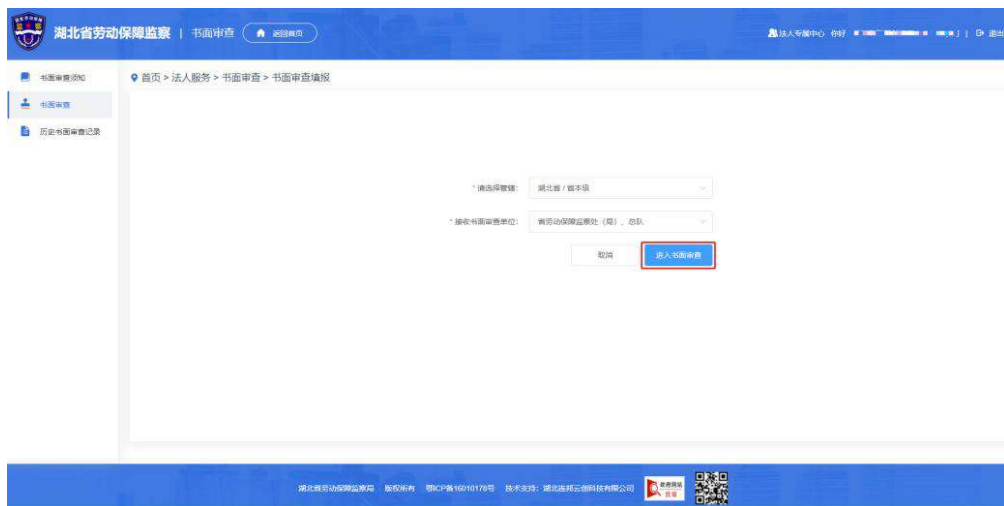 湖北省劳动保障监察 | 书面审查 返回首页
法人专属中心 你好 | 退出
书面审查须知
书面审查
历史书面审查记录
首页 > 法人服务 > 书面审查 > 书面审查填报
* 请选择管辖: 湖北省 / 省本级
* 接收书面审查单位: 省劳动保障监察处(局)、总队
取消 进入书面审查
湖北省劳动保障监察局 版权所有 鄂ICP备16010178号 技术支持: 湖北连邦云创科技有限公司 政府网站 找错